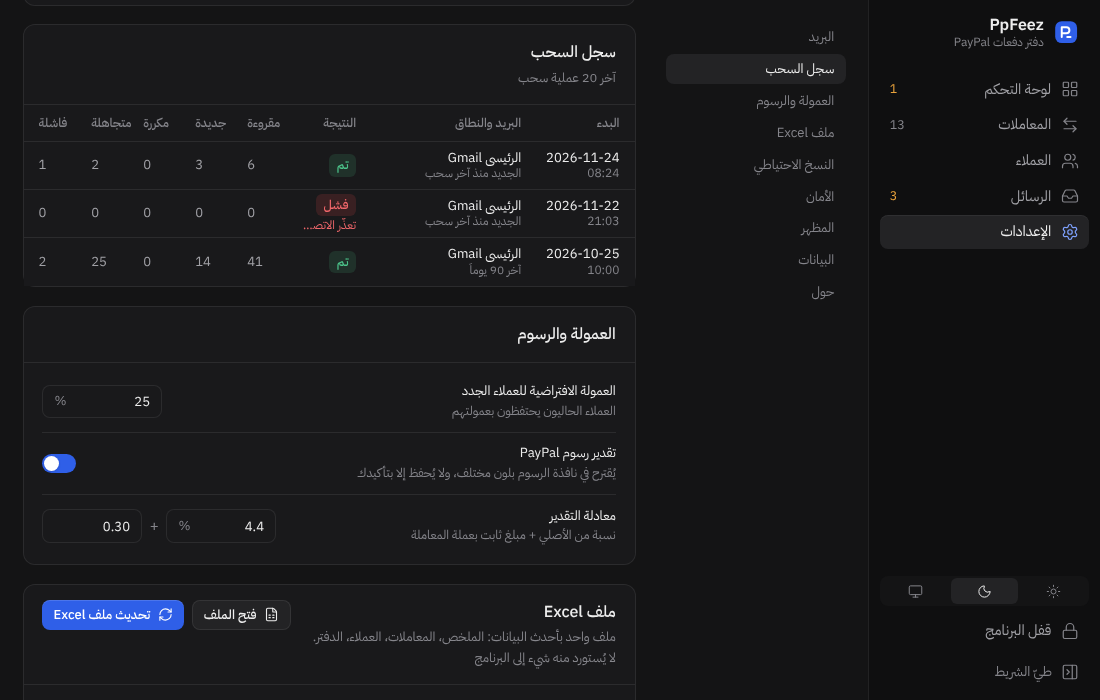 PpFeez
دفتر دفعات PayPal
لوحة التحكم 1
المعاملات 13
العملاء
الرسائل 3
الإعدادات
قفل البرنامج
طيّ الشريط
البريد
سجل السحب
العمولة والرسوم
ملف Excel
النسخ الاحتياطي
الأمان
المظهر
البيانات
حول
سجل السحب
آخر 20 عملية سحب
البدء البريد والنطاق النتيجة مقروءة جديدة مكررة متجاهلة فاشلة
2026-11-24 الرئيسي Gmail تم 6 3 0 2 1
08:24 الجديد منذ آخر سحب
2026-11-22 الرئيسي Gmail فشل 0 0 0 0 0
21:03 الجديد منذ آخر سحب تعذّر الاتصـ...
2026-10-25 الرئيسي Gmail تم 41 14 0 25 2
10:00 آخر 90 يوماً
العمولة والرسوم
العمولة الافتراضية للعملاء الجدد
25 %
العملاء الحاليون يحتفظون بعمولتهم
تقدير رسوم PayPal
يُقترح في نافذة الرسوم بلون مختلف، ولا يُحفظ إلا بتأكيدك
معادلة التقدير
نسبة من الأصلي + مبلغ ثابت بعملة المعاملة
4.4 % + 0.30
ملف Excel
فتح الملف
تحديث ملف Excel
ملف واحد بأحدث البيانات: الملخص، المعاملات، العملاء، الدفتر.
لا يُستورد منه شيء إلى البرنامج